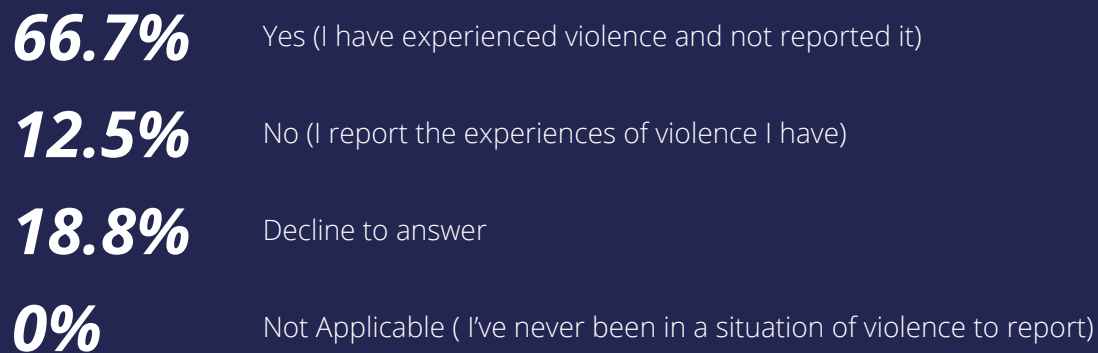 66.7% Yes (I have experienced violence and not reported it)
12.5% No (I report the experiences of violence I have)
18.8% Decline to answer
0% Not Applicable ( I’ve never been in a situation of violence to report)